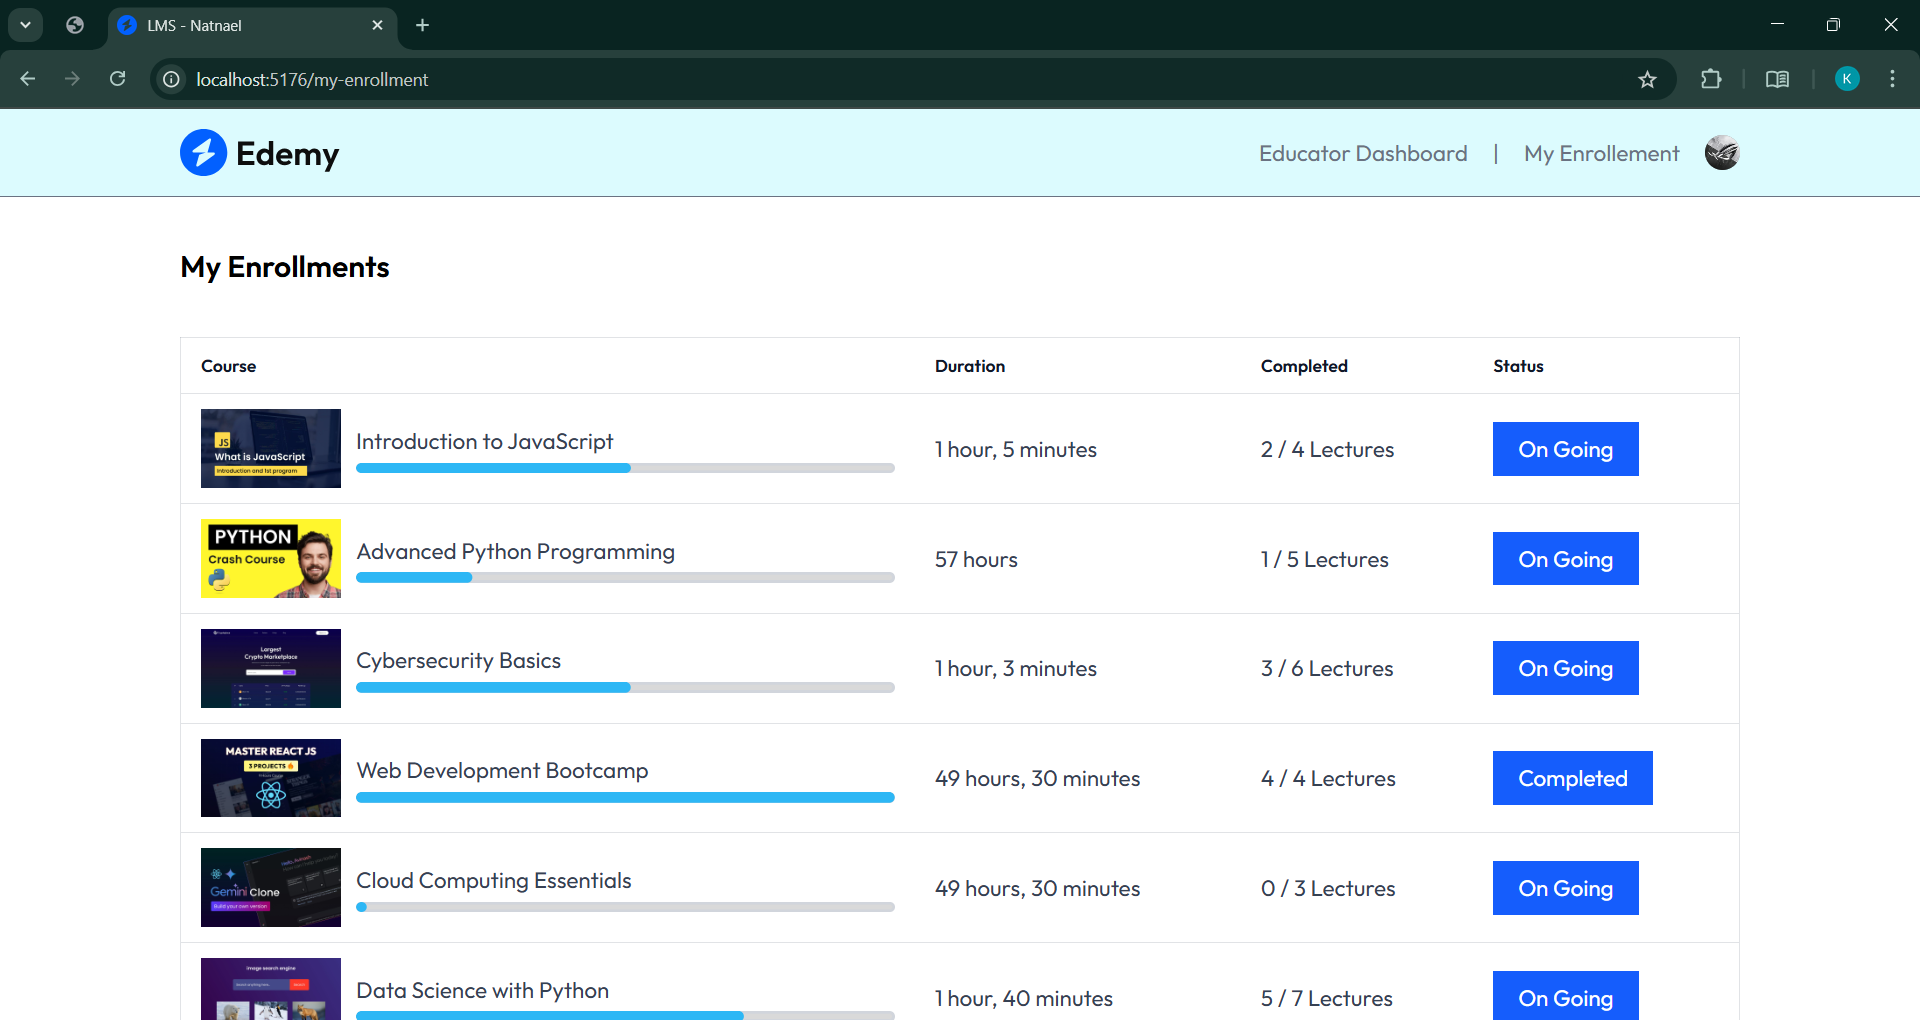 LMS - Natnael
localhost:5176/my-enrollment
K
Edemy
Educator Dashboard | My Enrollement
My Enrollments
Course Duration Completed Status
JS
What is JavaScript
Introduction and 1st program
Introduction to JavaScript
1 hour, 5 minutes
2 / 4 Lectures
On Going
PYTHON
Crash Course
Advanced Python Programming
57 hours
1 / 5 Lectures
On Going
Largest
Crypto Marketplace
Cybersecurity Basics
1 hour, 3 minutes
3 / 6 Lectures
On Going
MASTER REACT JS
3 PROJECTS
Web Development Bootcamp
49 hours, 30 minutes
4 / 4 Lectures
Completed
Gemini Clone
Build your own version
Cloud Computing Essentials
49 hours, 30 minutes
0 / 3 Lectures
On Going
Image search engine
Data Science with Python
1 hour, 40 minutes
5 / 7 Lectures
On Going